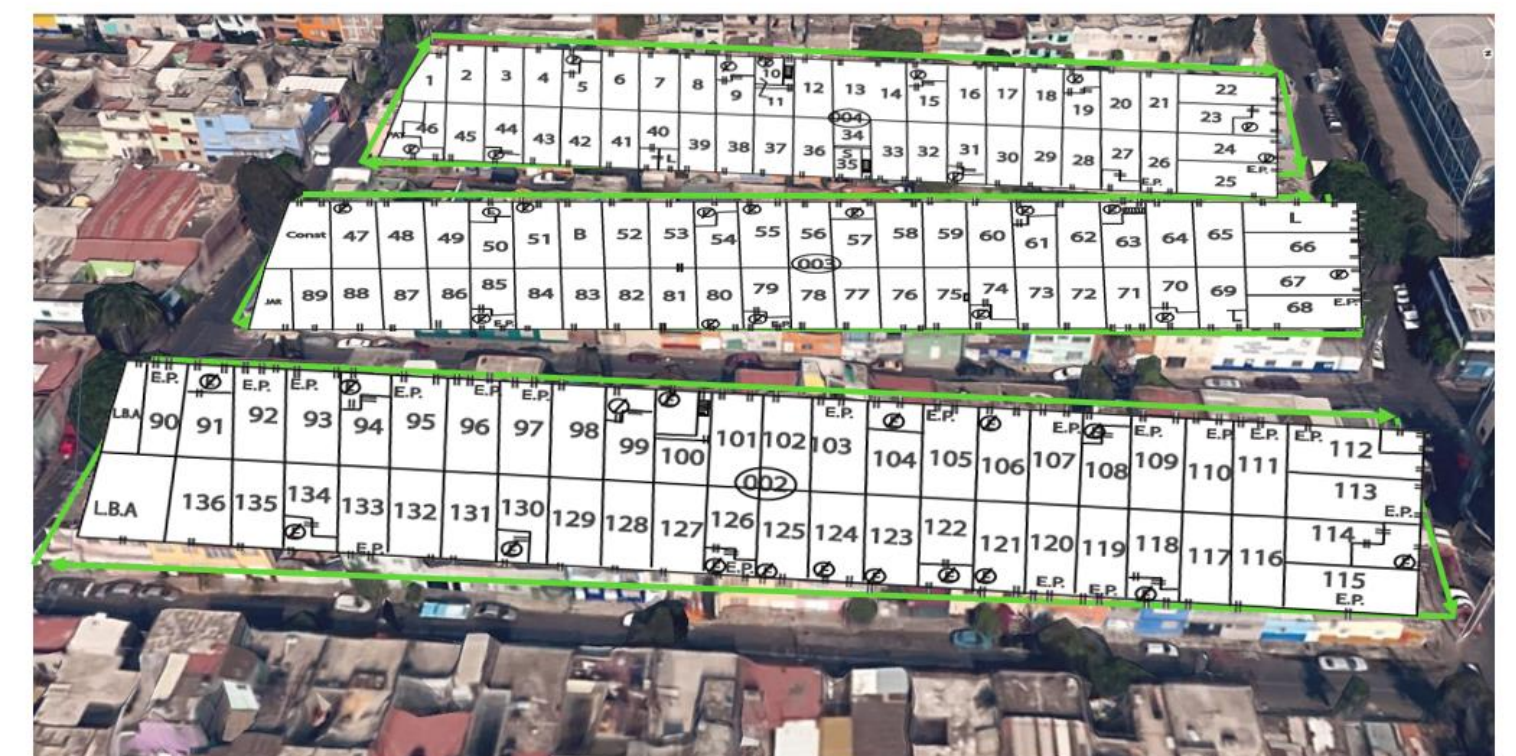 1 2 3 4 5 6 7 8 9 10 11 12 13 14 15 16 17 18 19 20 21 22
23
004
PAT 46 45 44 43 42 41 40 L 39 38 37 36 34 33 32 31 30 29 28 27 26 24
S
35
E.P. E.P.
25
Const 47 48 49 50 51 B 52 53 54 55 56 57 58 59 60 61 62 63 64 65 L
66
003
JAR 89 88 87 86 85 84 83 82 81 80 79 78 77 76 75 74 73 72 71 70 69 67
E.P. E.P. L 68 E.P.
E.P. E.P. E.P. E.P. E.P. E.P. E.P. E.P. E.P. E.P. E.P. E.P. E.P.
L.B.A 90 91 92 93 94 95 96 97 98 99 100 101 102 103 104 105 106 107 108 109 110 111 112
113
002
E.P.
L.B.A 136 135 134 133 132 131 130 129 128 127 126 125 124 123 122 121 120 119 118 117 116 114
115
E.P. E.P. E.P. E.P. E.P.